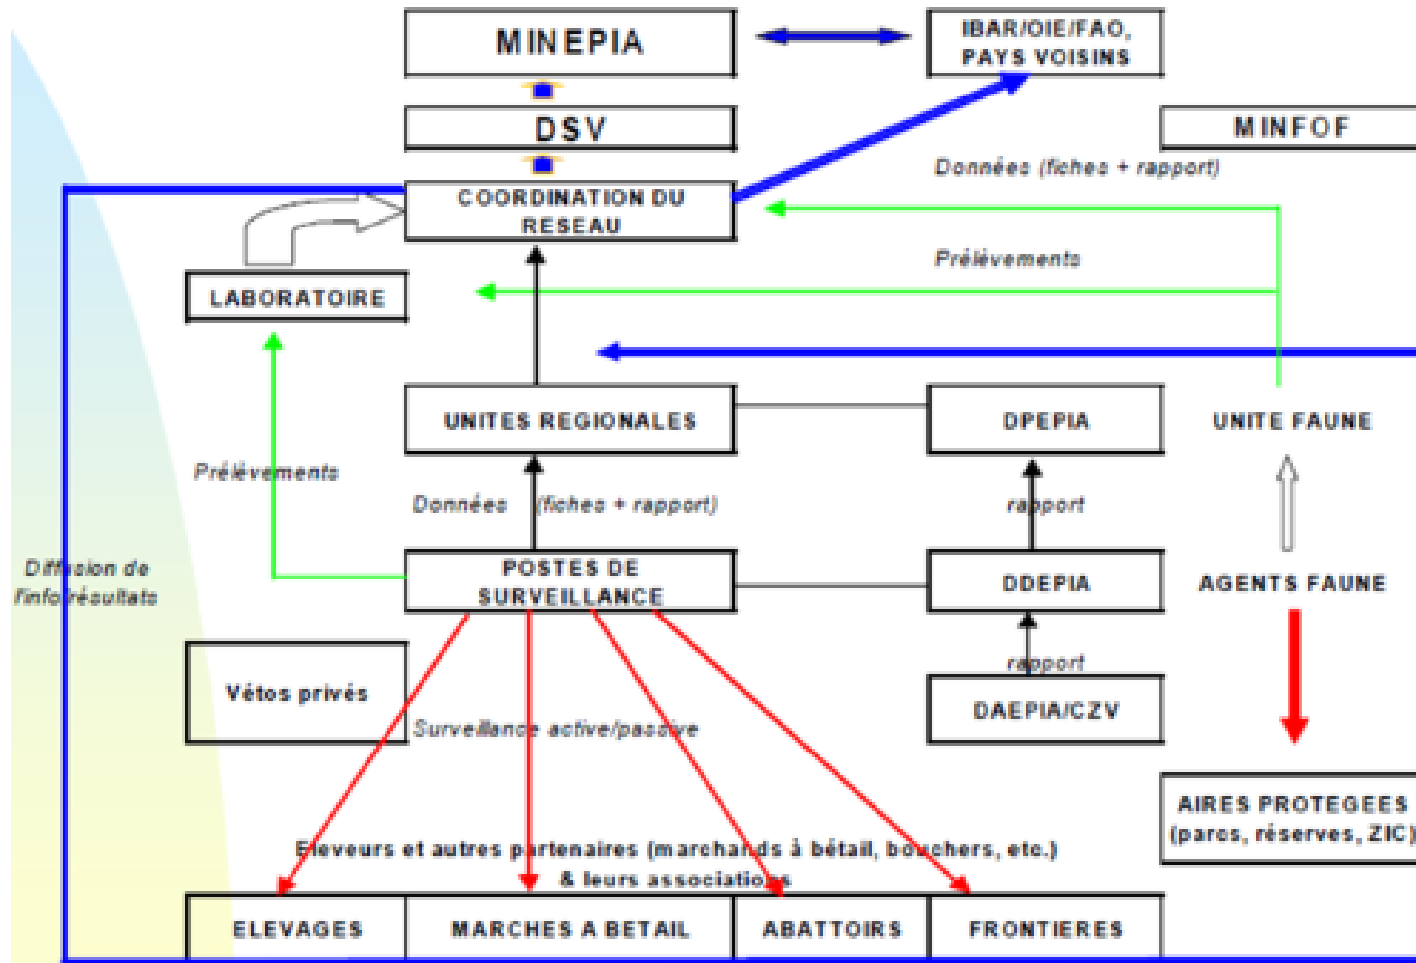 MINEPIA
IBAR/OIE/FAO,
PAYS VOISINS
DSV
MINFOF
Données (fiches + rapport)
COORDINATION DU
RESEAU
Prélèvements
LABORATOIRE
UNITES REGIONALES
DPEPIA
UNITE FAUNE
Prélèvements
Données (fiches + rapport)
rapport
Diffusion de
l'info/résultats
POSTES DE
SURVEILLANCE
DDEPIA
AGENTS FAUNE
rapport
Vétos privés
DAEPIA/CZV
Surveillance active/passive
AIRES PROTEGEES
(parcs, réserves, ZIC)
Eleveurs et autres partenaires (marchands à bétail, bouchers, etc.)
& leurs associations
ELEVAGES
MARCHES A BETAIL
ABATTOIRS
FRONTIERES